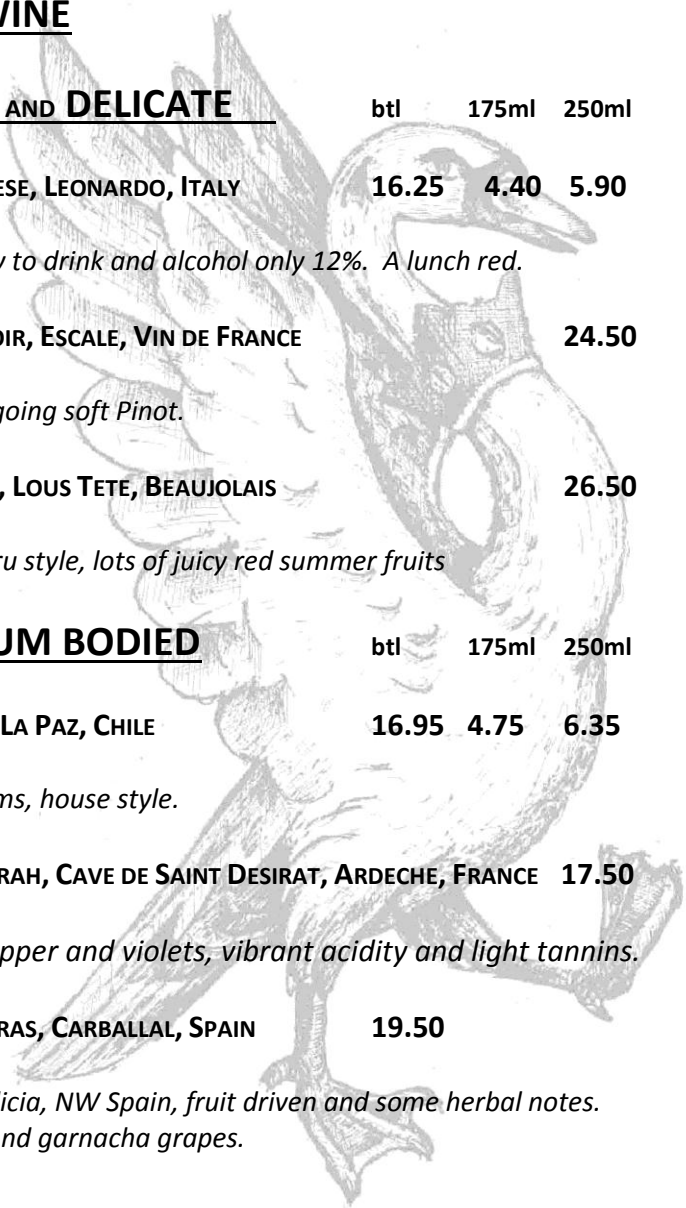 WINE
AND DELICATE btl 175ml 250ml
ESE, LEONARDO, ITALY 16.25 4.40 5.90
y to drink and alcohol only 12%. A lunch red.
OIR, ESCALE, VIN DE FRANCE 24.50
going soft Pinot.
, LOUS TETE, BEAUJOLAIS 26.50
ru style, lots of juicy red summer fruits
UM BODIED btl 175ml 250ml
LA PAZ, CHILE 16.95 4.75 6.35
ms, house style.
RAH, CAVE DE SAINT DESIRAT, ARDECHE, FRANCE 17.50
pper and violets, vibrant acidity and light tannins.
RAS, CARBALLAL, SPAIN 19.50
licia, NW Spain, fruit driven and some herbal notes.
nd garnacha grapes.